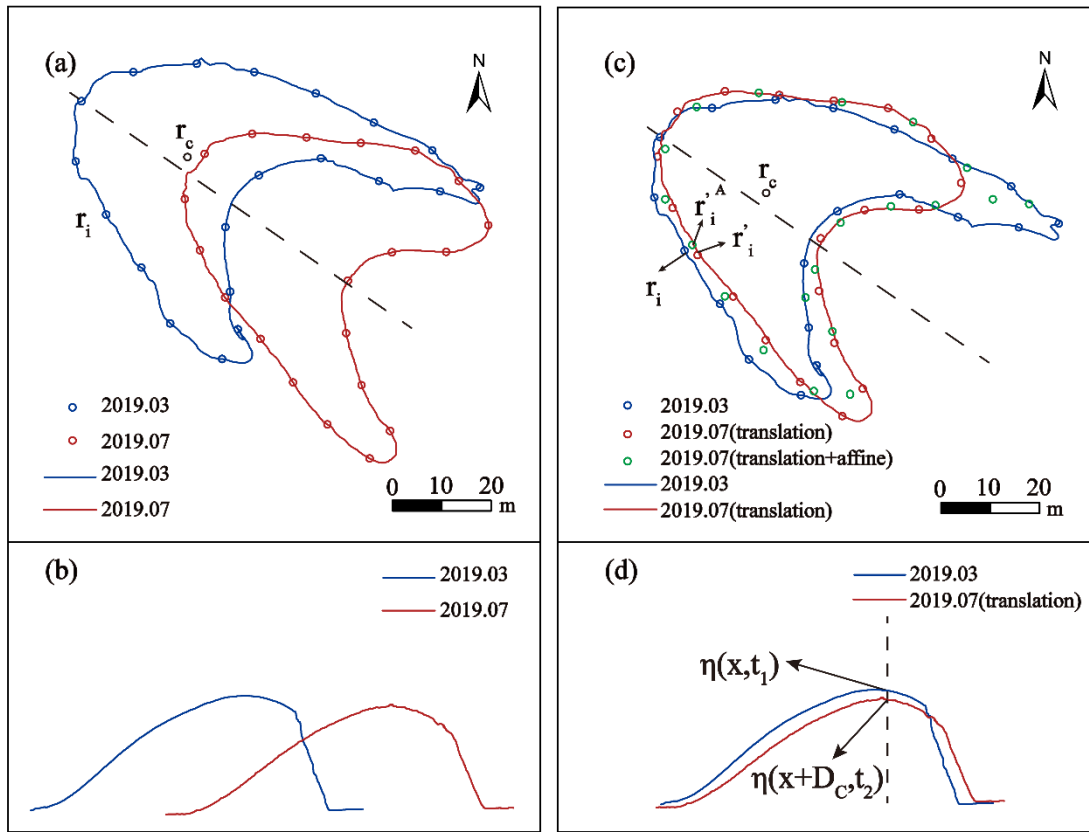 (a)
N
r_c
r_i
2019.03
2019.07
2019.03
2019.07
0 10 20
m
(b)
2019.03
2019.07
(c)
N
r_c
r_i'^A
r'_i
r_i
2019.03
2019.07(translation)
2019.07(translation+affine)
2019.03
2019.07(translation)
0 10 20
m
(d)
2019.03
2019.07(translation)
η(x,t_1)
η(x+D_C,t_2)